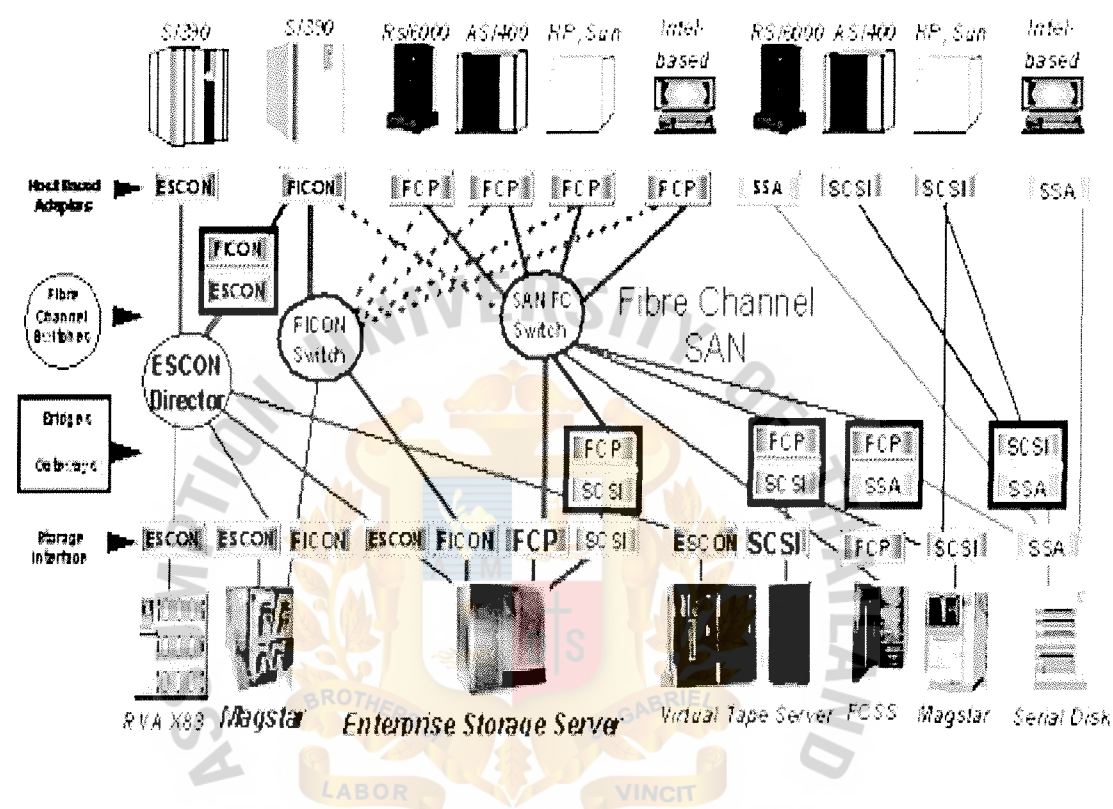 S/390 S/390 RS/6000 AS/400 HP, Sun Intel- RS/6000 AS/400 HP, Sun Intel-
based based
Host Based
Adapters
ESCON FICON FCP FCP FCP FCP SSA SCSI SCSI SSA
FICON
ESCON
Fibre
Channel
Switches
FICON
Switch
SAN FC
Switch
Fibre Channel
SAN
ESCON
Director
Bridges
Gateways
FCP
SCSI
FCP
SCSI
FCP
SSA
SCSI
SSA
Storage
Interface
ESCON ESCON FICON ESCON FICON FCP SCSI ESCON SCSI FCP SCSI SSA
RVA X83 Magstar Enterprise Storage Server Virtual Tape Server FCSS Magstar Serial Disk
ASSUMPTION UNIVERSITY OF THAILAND
M
S
BROTHERS GABRIEL
LABOR VINCIT